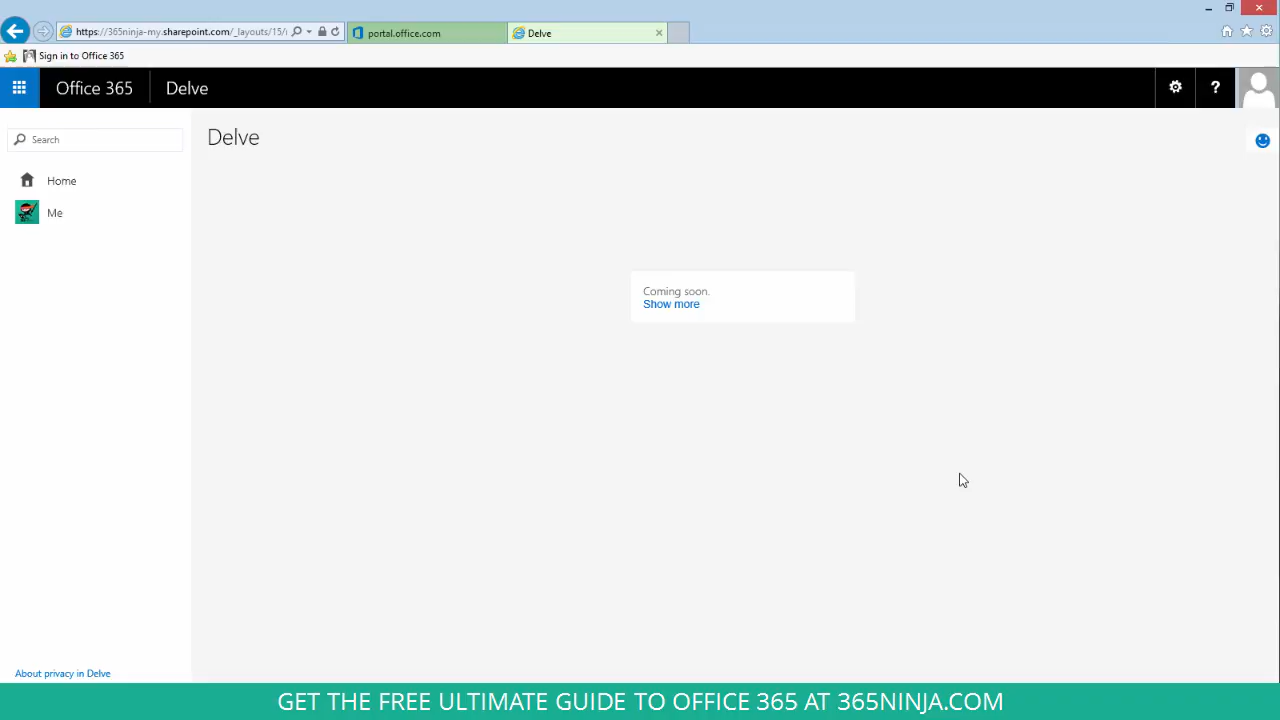 https://365ninja-my.sharepoint.com/_layouts/15/
portal.office.com
Delve
Sign in to Office 365
Office 365
Delve
?
Search
Delve
Home
Me
Coming soon.
Show more
About privacy in Delve
GET THE FREE ULTIMATE GUIDE TO OFFICE 365 AT 365NINJA.COM